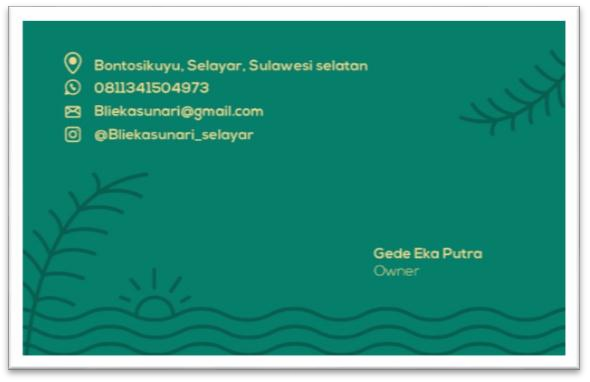 Bontosikuyu, Selayar, Sulawesi selatan
0811341504973
Bliekasunari@gmail.com
@Bliekasunari_selayar
Gede Eka Putra
Owner